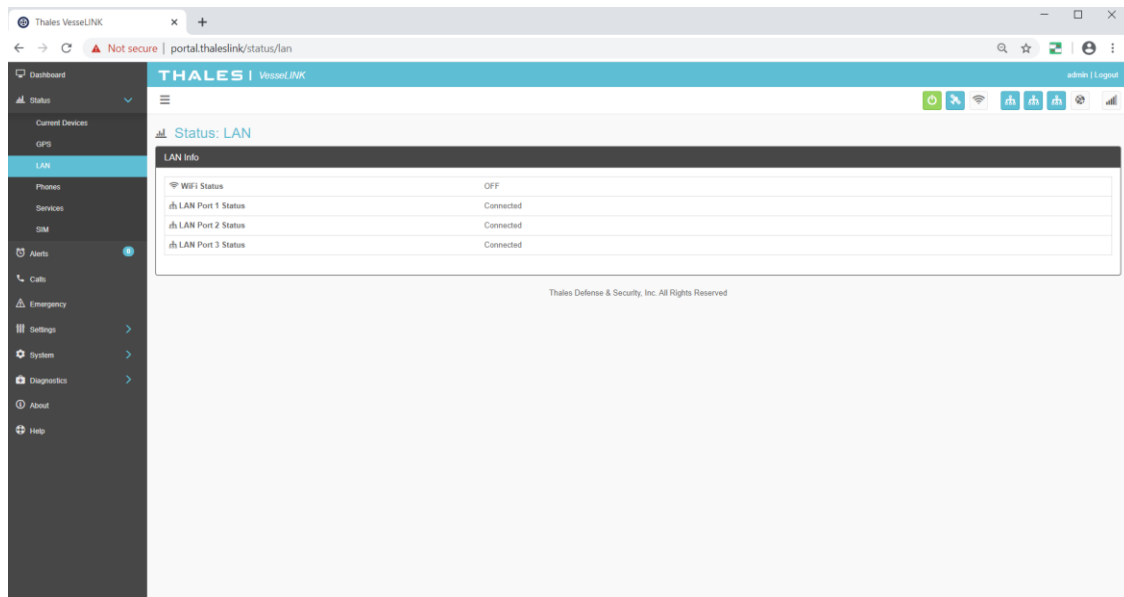 Thales VesseLINK
Not secure | portal.thaleslink/status/lan
Dashboard
THALES | VesseLINK
admin | Logout
Status
Current Devices
GPS
LAN
Phones
Services
SIM
Alerts
0
Calls
Emergency
Settings
System
Diagnostics
About
Help
Status: LAN
LAN Info
WiFi Status OFF
LAN Port 1 Status Connected
LAN Port 2 Status Connected
LAN Port 3 Status Connected
Thales Defense & Security, Inc. All Rights Reserved